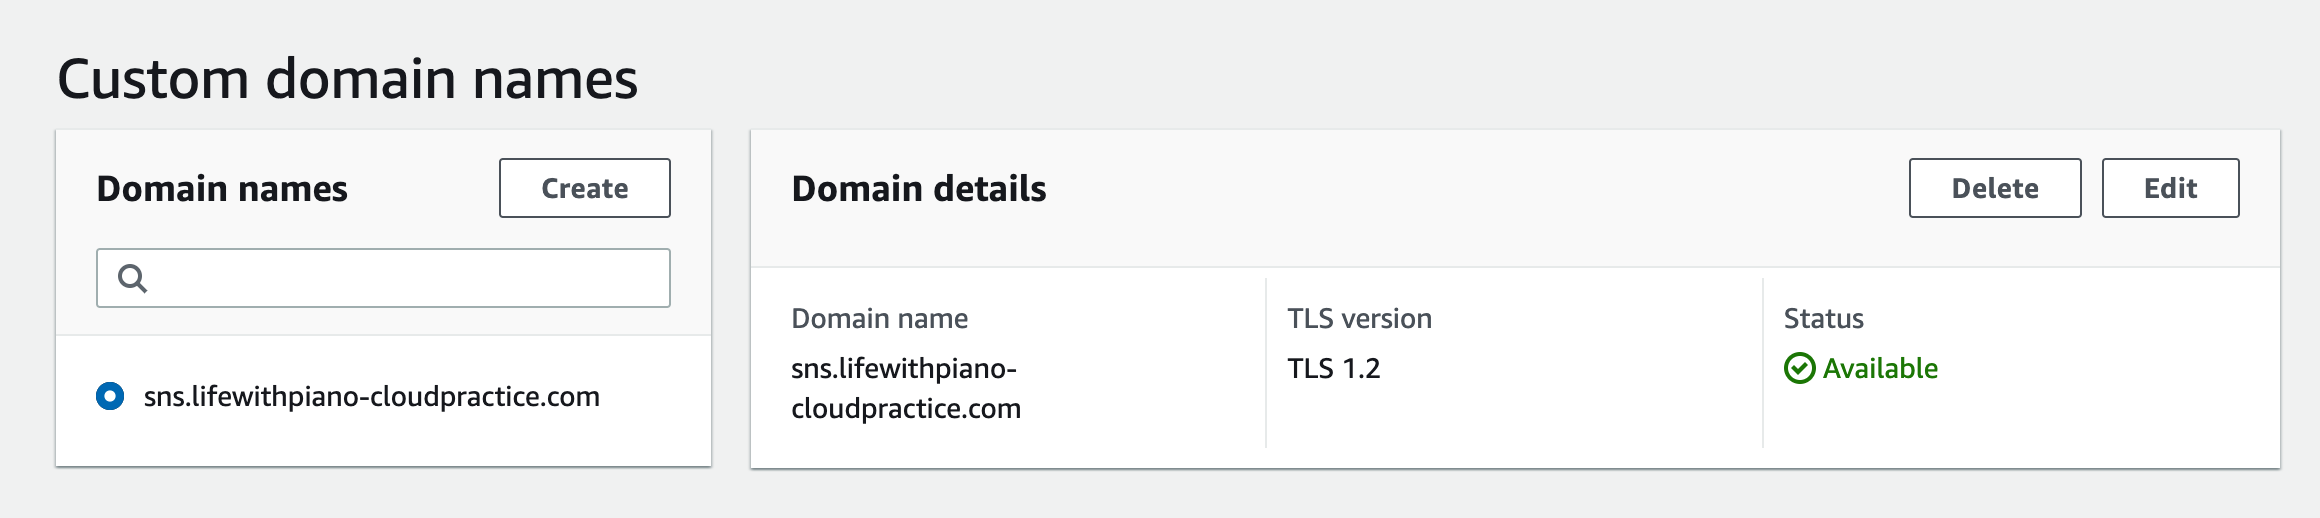 Custom domain names
Domain names
Create
sns.lifewithpiano-cloudpractice.com
Domain details
Delete
Edit
Domain name
sns.lifewithpiano-
cloudpractice.com
TLS version
TLS 1.2
Status
Available